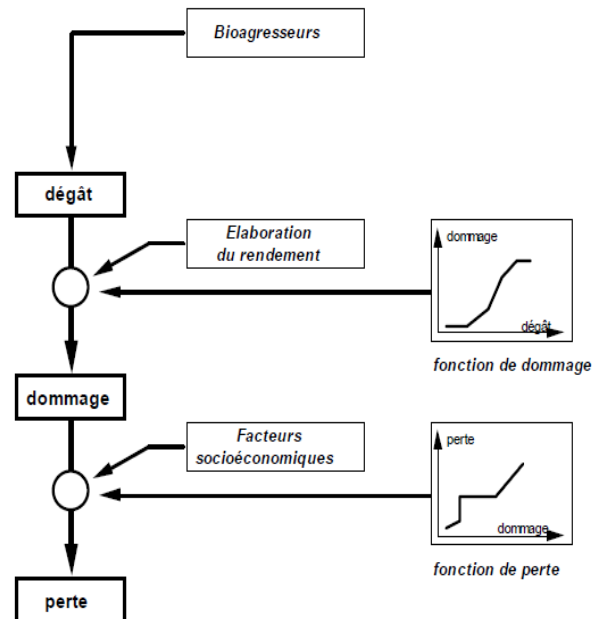 Bioagresseurs
dégât
Elaboration
du rendement
dommage
dégât
fonction de dommage
dommage
Facteurs
socioéconomiques
perte
dommage
fonction de perte
perte